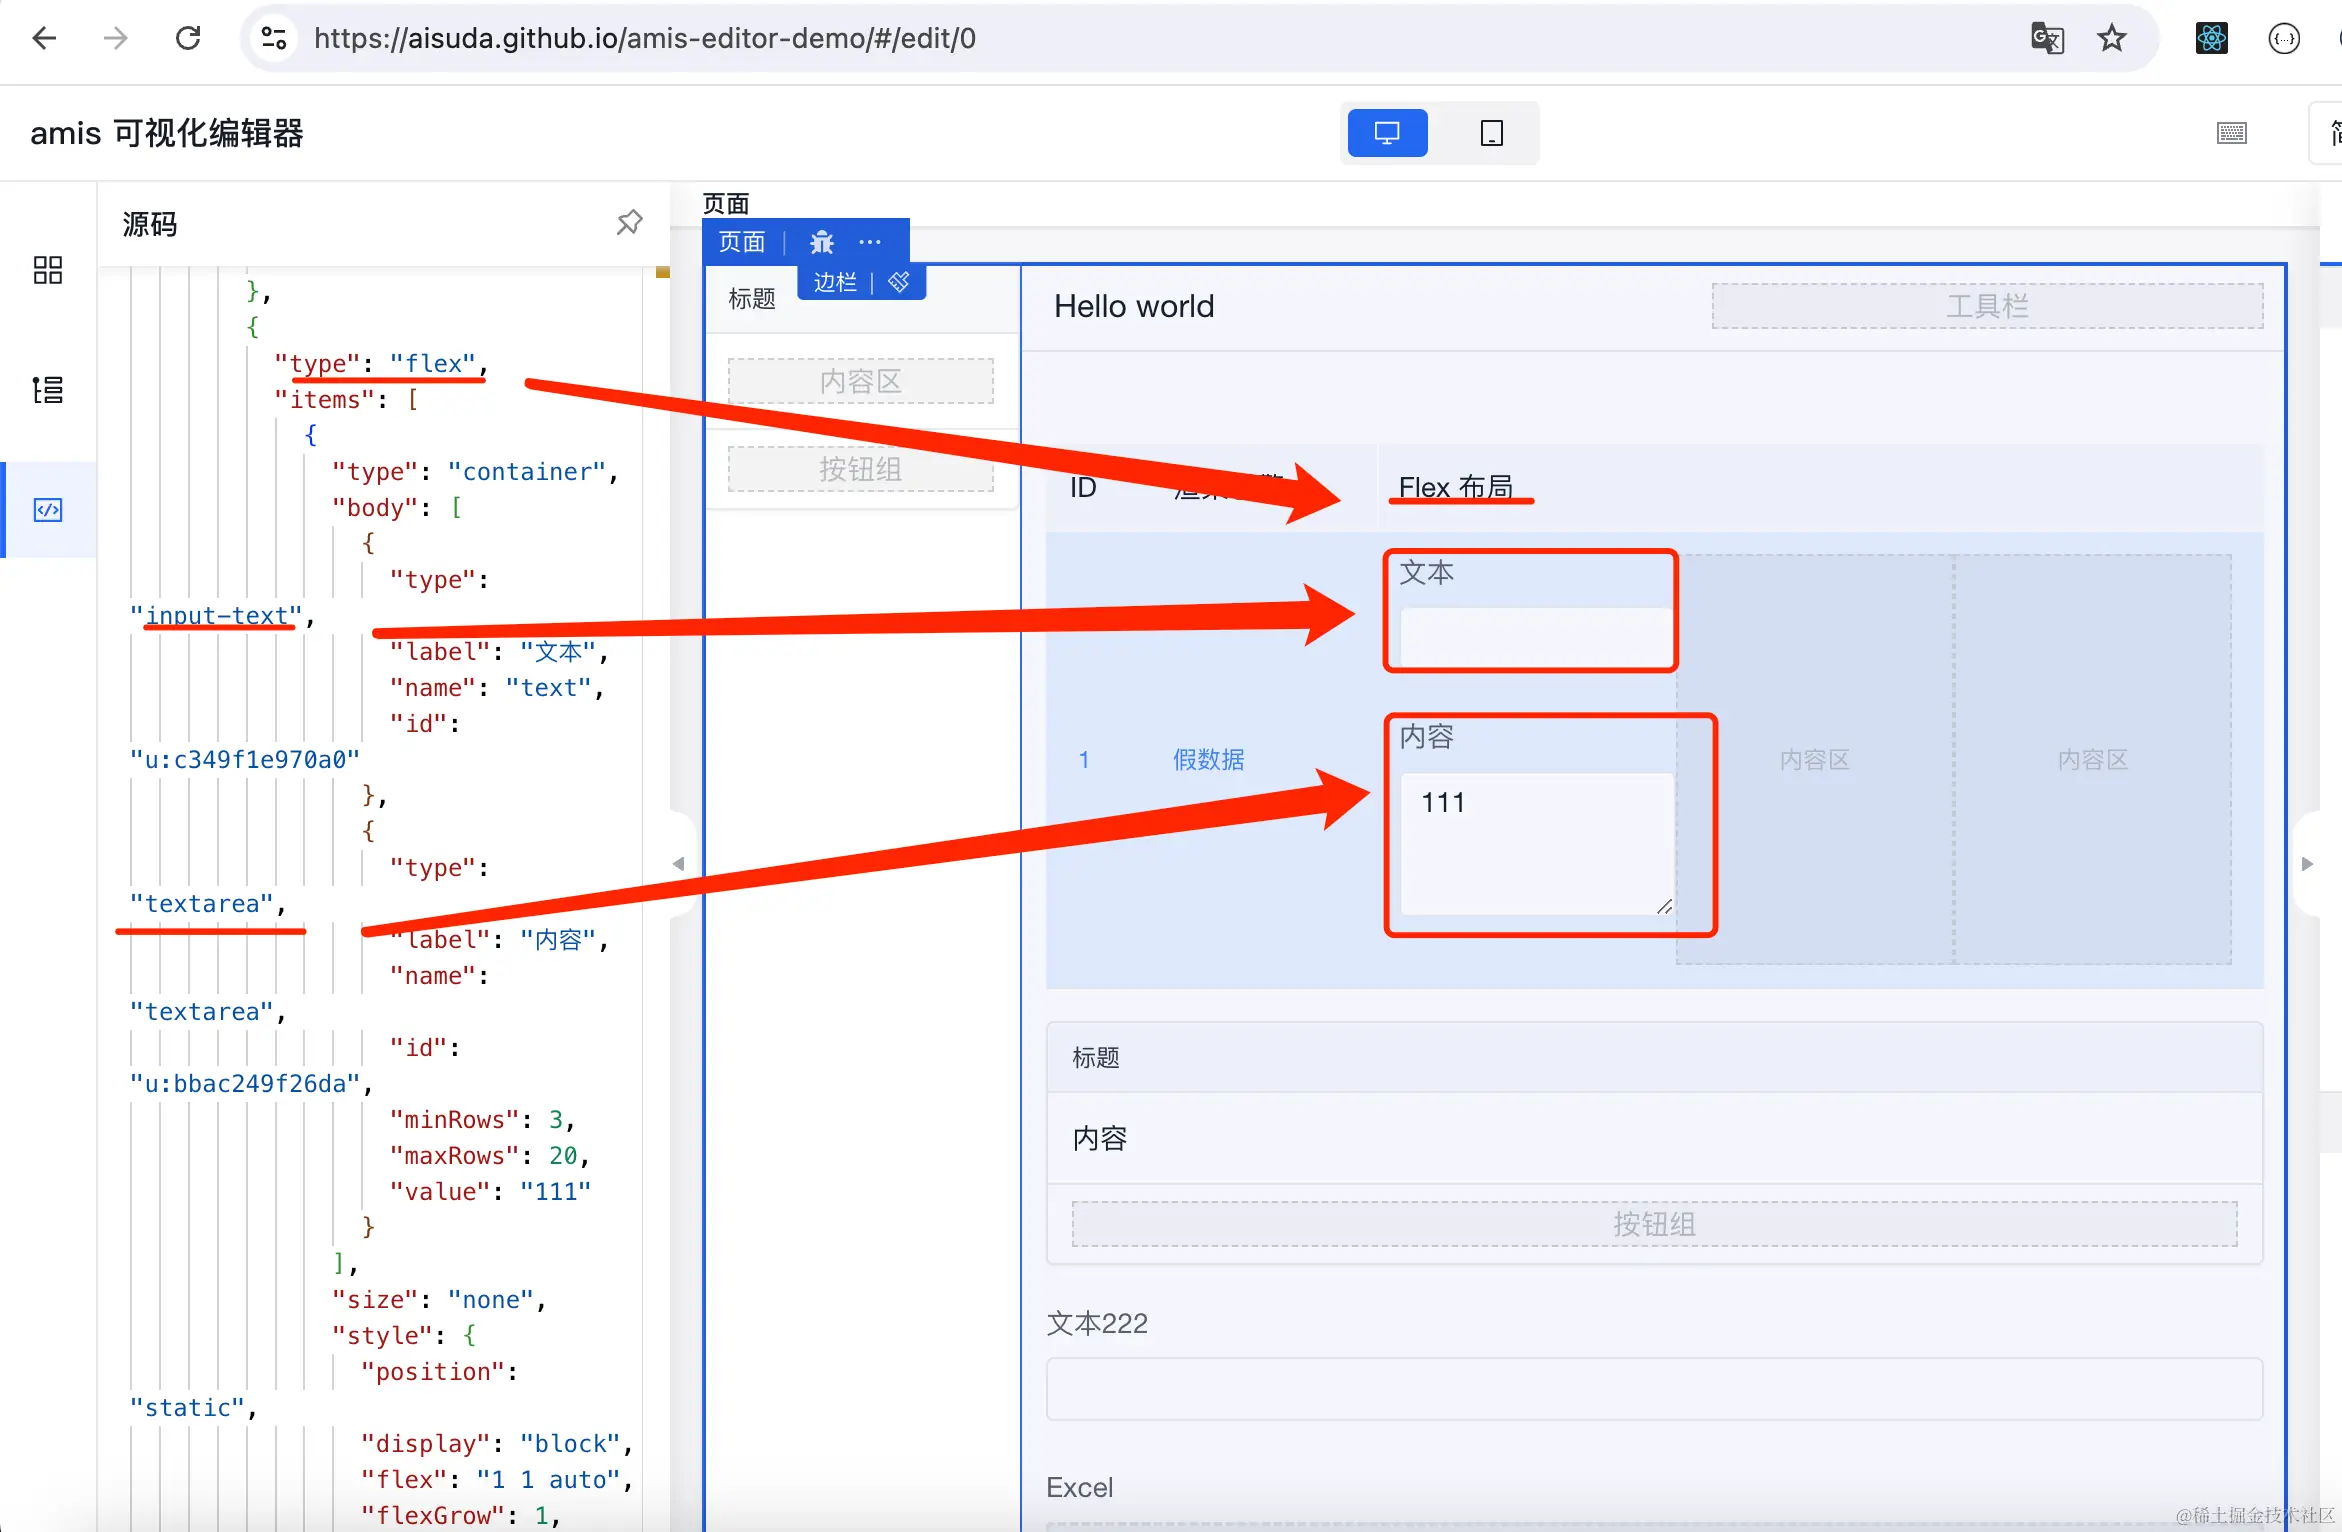 https://aisuda.github.io/amis-editor-demo/#/edit/0
amis 可视化编辑器
源码
},
{
"type": "flex",
"items": [
{
"type": "container",
"body": [
{
"type":
"input-text",
"label": "文本",
"name": "text",
"id":
"u:c349f1e970a0"
},
{
"type":
"textarea",
"label": "内容",
"name":
"textarea",
"id":
"u:bbac249f26da",
"minRows": 3,
"maxRows": 20,
"value": "111"
}
],
"size": "none",
"style": {
"position":
"static",
"display": "block",
"flex": "1 1 auto",
"flexGrow": 1,
页面
页面
边栏
标题
内容区
按钮组
Hello world
工具栏
ID
Flex 布局
1
假数据
文本
内容
111
内容区
内容区
标题
内容
按钮组
文本222
Excel
@稀土掘金技术社区